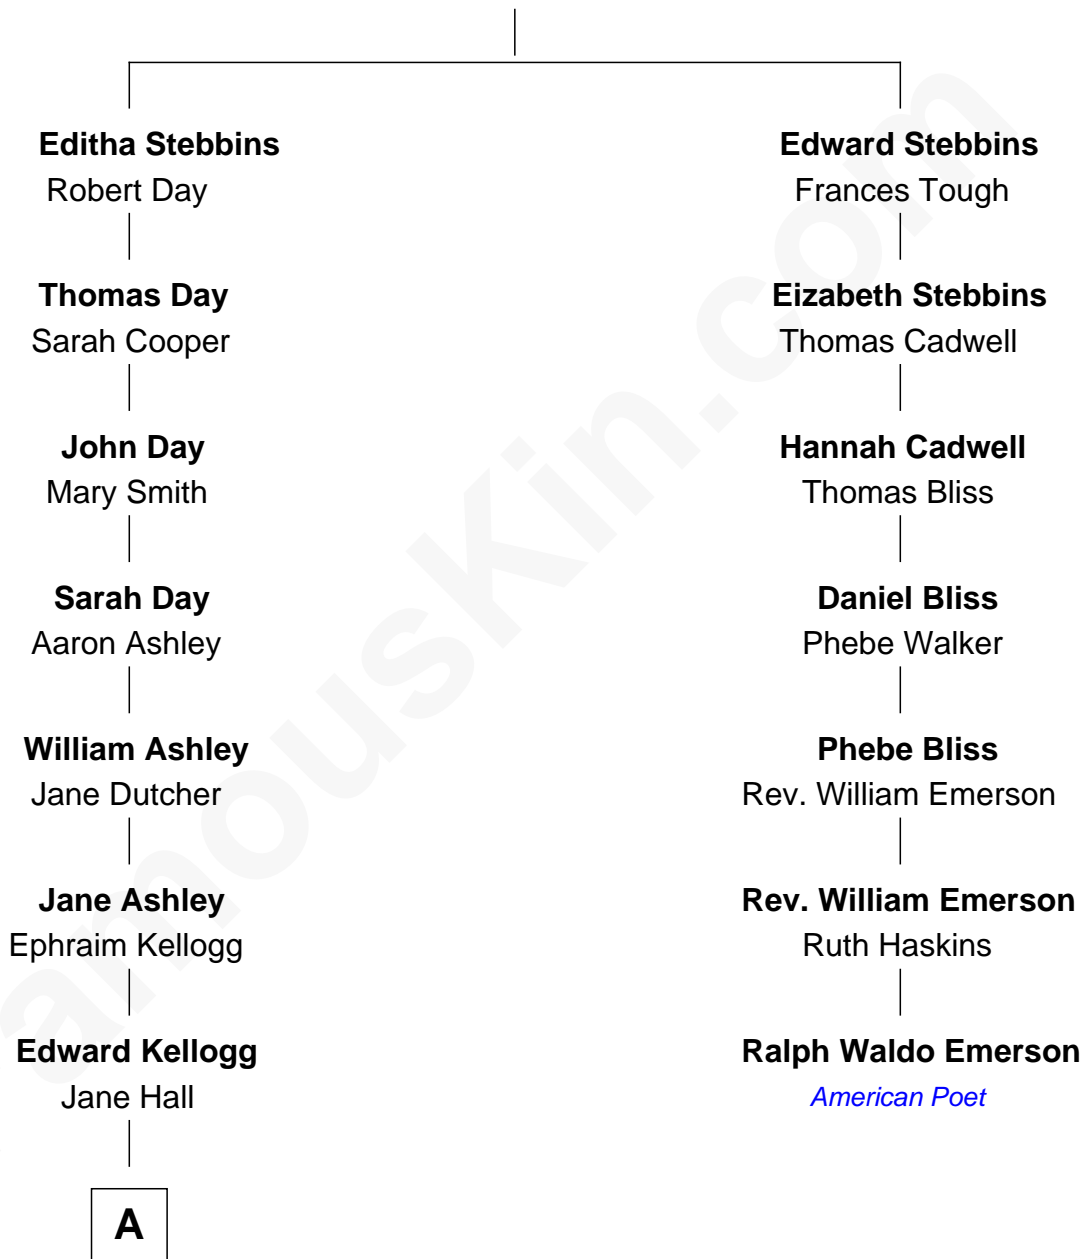 Editha Stebbins
Robert Day
Thomas Day
Sarah Cooper
John Day
Mary Smith
Sarah Day
Aaron Ashley
William Ashley
Jane Dutcher
Jane Ashley
Ephraim Kellogg
Edward Kellogg
Jane Hall
A
Edward Stebbins
Frances Tough
Eizabeth Stebbins
Thomas Cadwell
Hannah Cadwell
Thomas Bliss
Daniel Bliss
Phebe Walker
Phebe Bliss
Rev. William Emerson
Rev. William Emerson
Ruth Haskins
Ralph Waldo Emerson
American Poet
amousKin.com